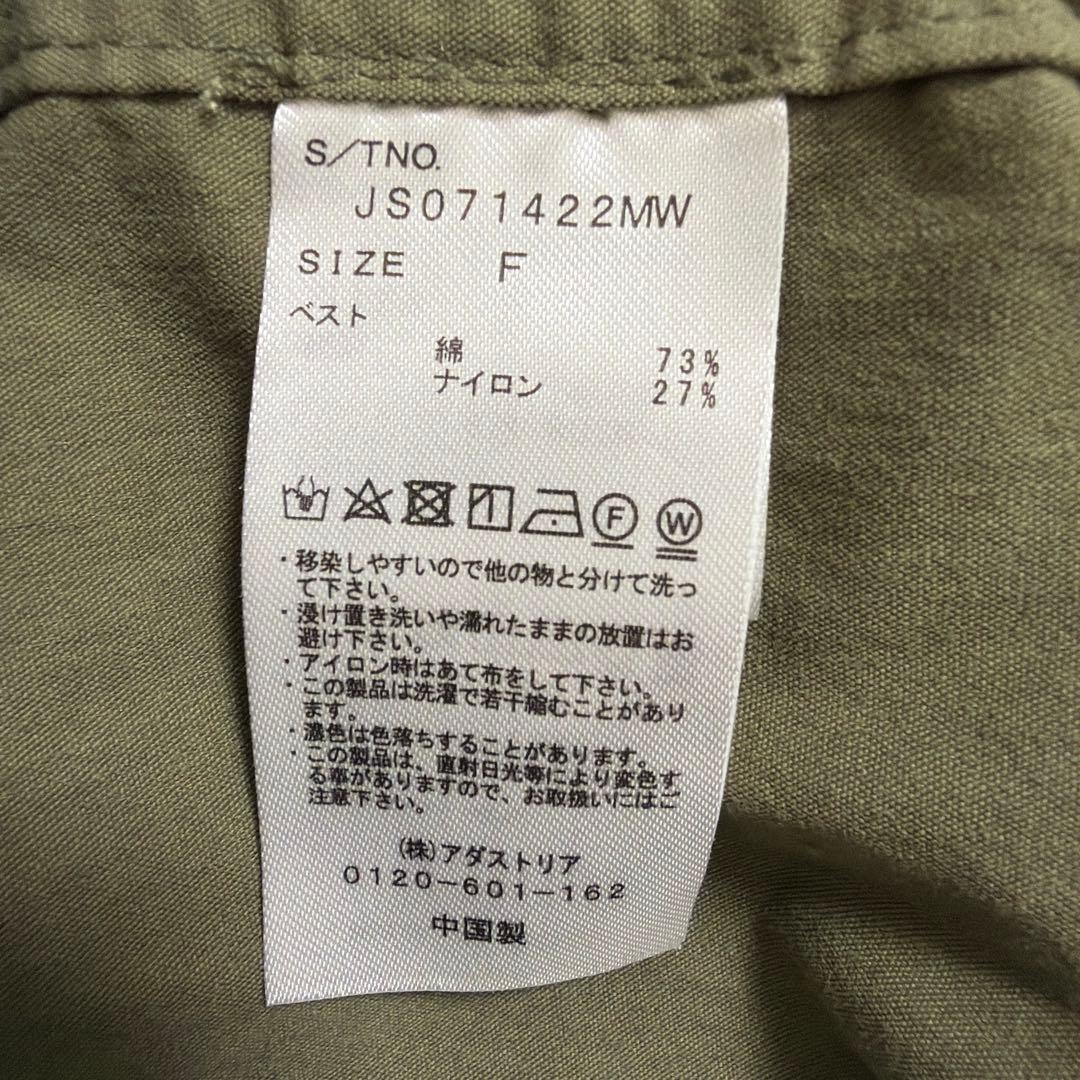 S/TNO.
JS071422MW
SIZE F
ベスト
綿 73%
ナイロン 27%
F W
・移染しやすいので他の物と分けて洗っ
て下さい。
・浸け置き洗いや濡れたままの放置はお
避け下さい。
・アイロン時はあて布をして下さい。
・この製品は洗濯で若干縮むことがあり
ます。
・濃色は色落ちすることがあります。
・この製品は、直射日光等により変色す
る事がありますので、お取扱いにはご
注意下さい。
(株)アダストリア
0120-601-162
中国製